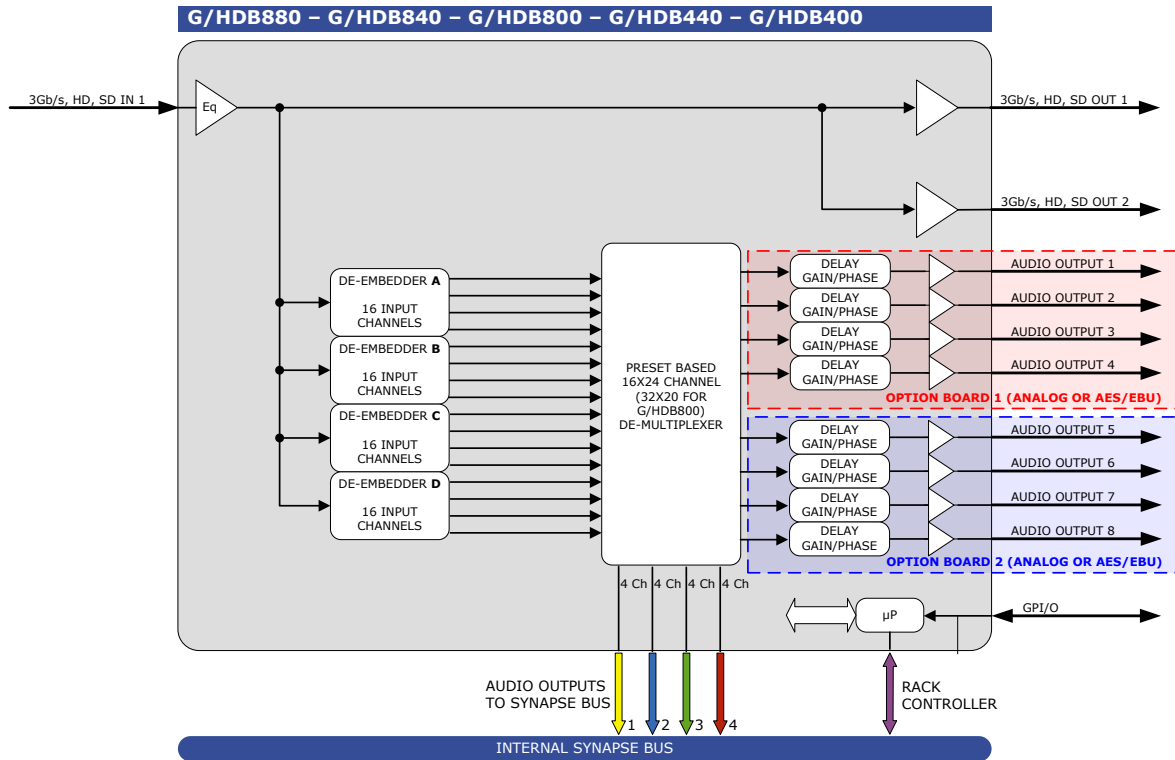 G/HDB880 – G/HDB840 – G/HDB800 – G/HDB440 – G/HDB400
3Gb/s, HD, SD IN 1
Eq
3Gb/s, HD, SD OUT 1
3Gb/s, HD, SD OUT 2
DE-EMBEDDER A
16 INPUT
CHANNELS
DE-EMBEDDER B
16 INPUT
CHANNELS
DE-EMBEDDER C
16 INPUT
CHANNELS
DE-EMBEDDER D
16 INPUT
CHANNELS
PRESET BASED
16X24 CHANNEL
(32X20 FOR
G/HDB800)
DE-MULTIPLEXER
DELAY
GAIN/PHASE
AUDIO OUTPUT 1
DELAY
GAIN/PHASE
AUDIO OUTPUT 2
DELAY
GAIN/PHASE
AUDIO OUTPUT 3
DELAY
GAIN/PHASE
AUDIO OUTPUT 4
OPTION BOARD 1 (ANALOG OR AES/EBU)
DELAY
GAIN/PHASE
AUDIO OUTPUT 5
DELAY
GAIN/PHASE
AUDIO OUTPUT 6
DELAY
GAIN/PHASE
AUDIO OUTPUT 7
DELAY
GAIN/PHASE
AUDIO OUTPUT 8
OPTION BOARD 2 (ANALOG OR AES/EBU)
4 Ch 4 Ch 4 Ch 4 Ch
µP
GPI/O
AUDIO OUTPUTS
TO SYNAPSE BUS
1 2 3 4
RACK
CONTROLLER
INTERNAL SYNAPSE BUS